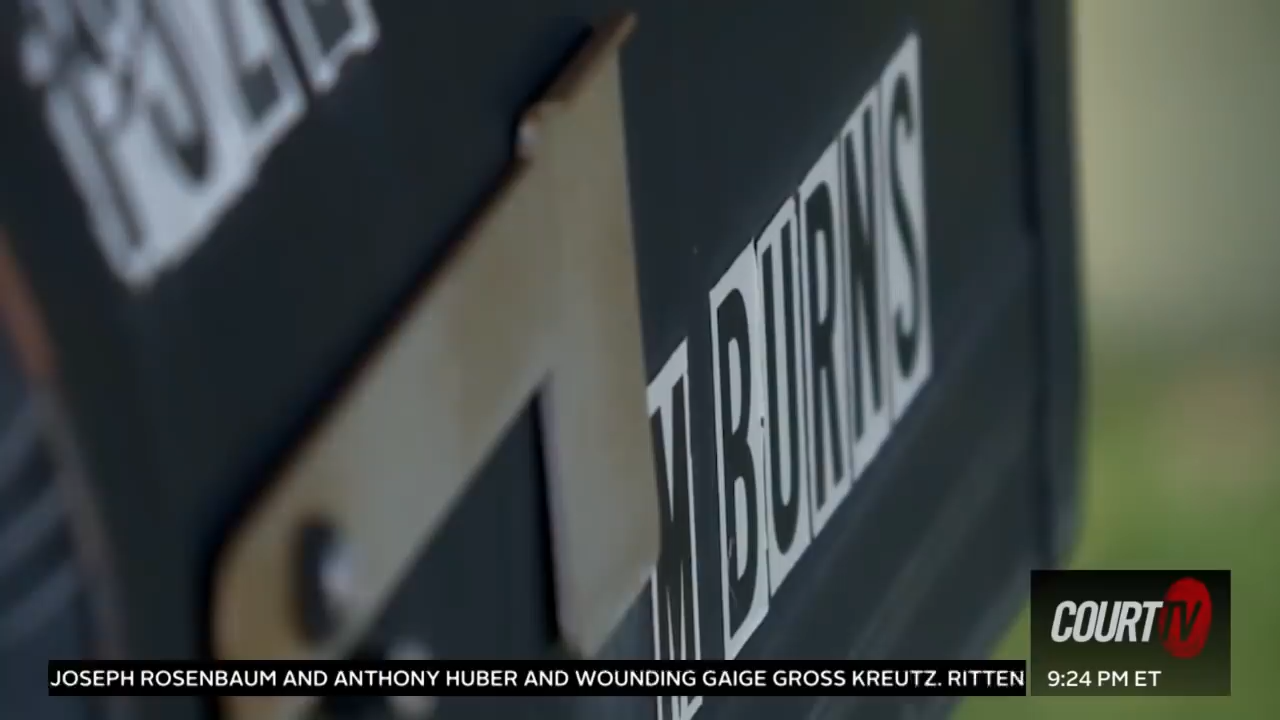 M BURNS
COURT TV
JOSEPH ROSENBAUM AND ANTHONY HUBER AND WOUNDING GAIGE GROSS KREUTZ. RITTEN
9:24 PM ET